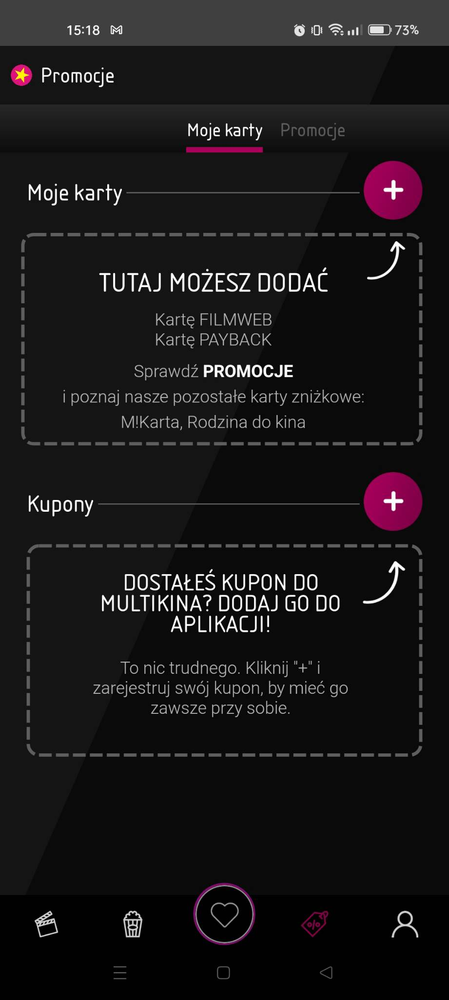 15:18 73%
Promocje
Moje karty Promocje
Moje karty
TUTAJ MOŻESZ DODAĆ
Kartę FILMWEB
Kartę PAYBACK
Sprawdź PROMOCJE
i poznaj nasze pozostałe karty zniżkowe:
M!Karta, Rodzina do kina
Kupony
DOSTAŁEŚ KUPON DO
MULTIKINA? DODAJ GO DO
APLIKACJI!
To nic trudnego. Kliknij "+" i
zarejestruj swój kupon, by mieć go
zawsze przy sobie.